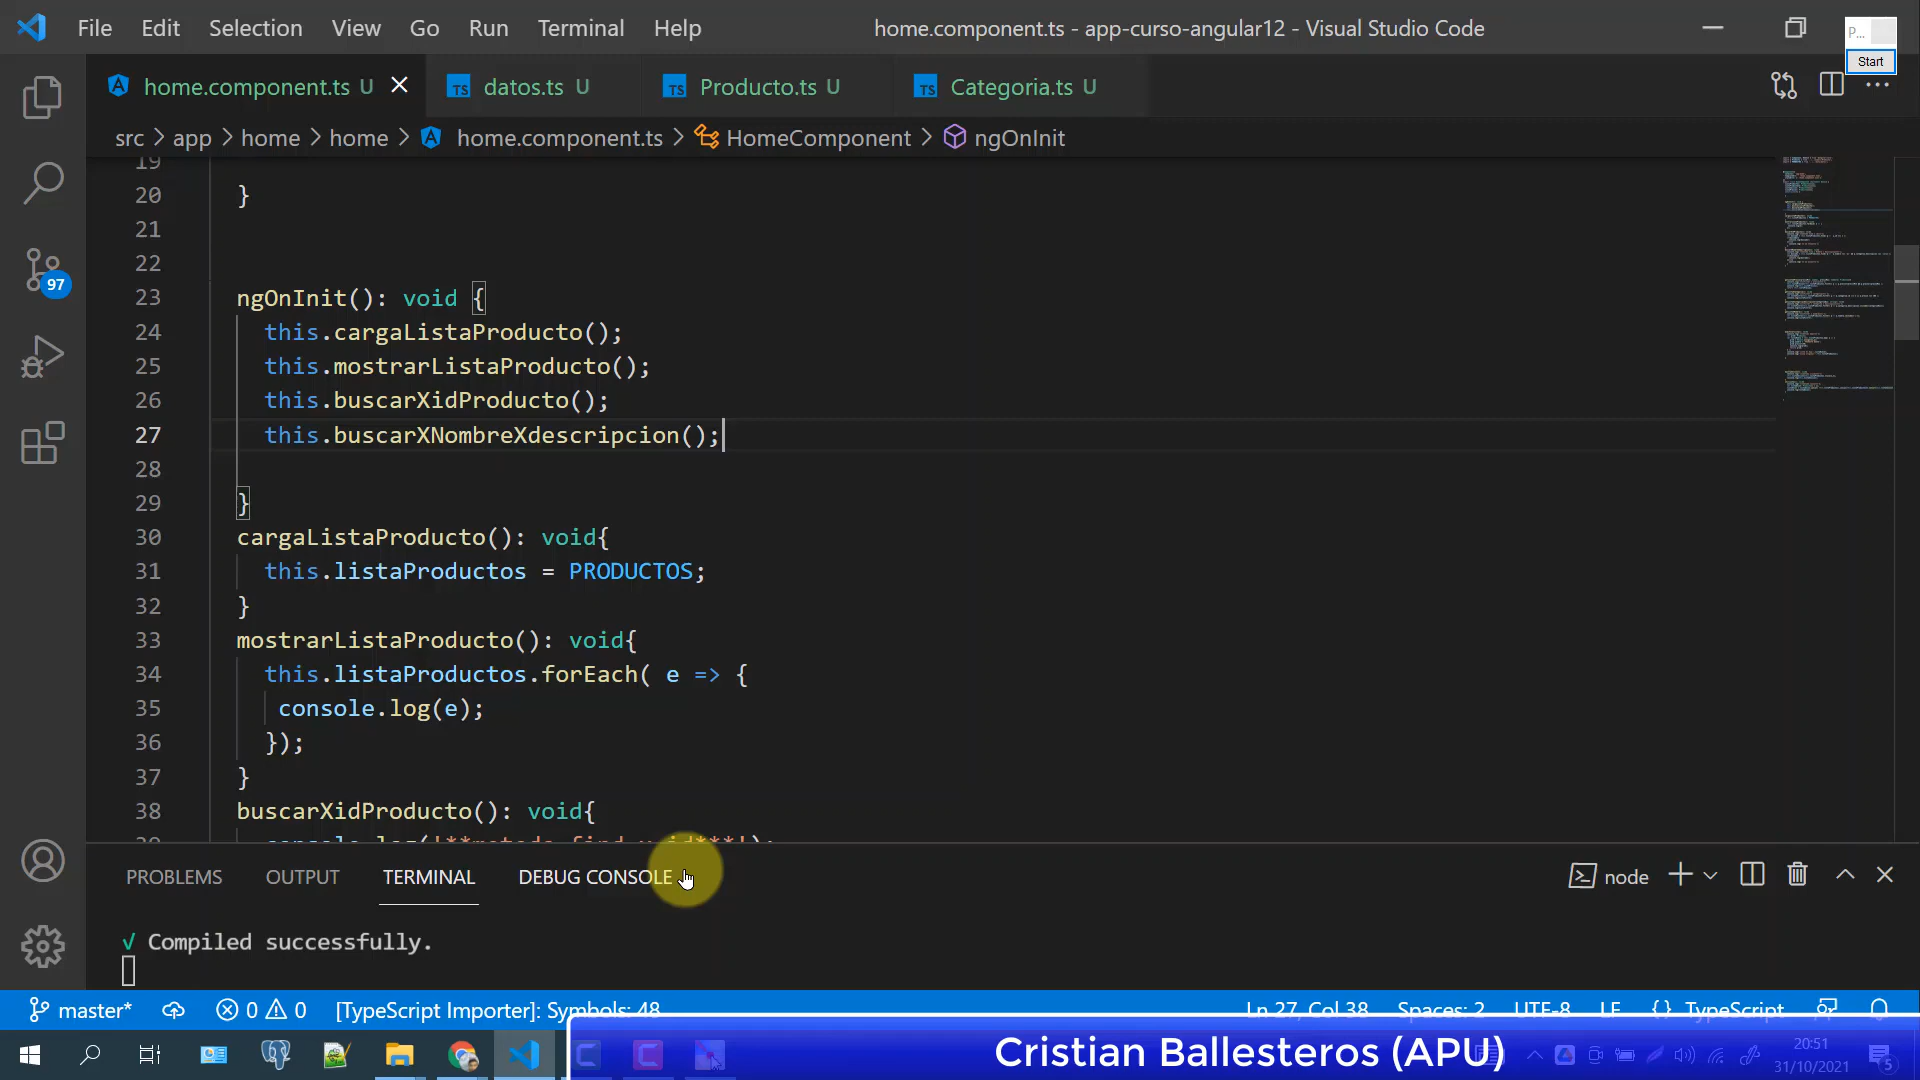 File Edit Selection View Go Run Terminal Help home.component.ts - app-curso-angular12 - Visual Studio Code
P...
Start
home.component.ts U datos.ts U Producto.ts U Categoria.ts U
src > app > home > home > home.component.ts > HomeComponent > ngOnInit
19
20 }
21
22
23 ngOnInit(): void {
24 this.cargaListaProducto();
25 this.mostrarListaProducto();
26 this.buscarXidProducto();
27 this.buscarXNombreXdescripcion();
28
29 }
30 cargaListaProducto(): void{
31 this.listaProductos = PRODUCTOS;
32 }
33 mostrarListaProducto(): void{
34 this.listaProductos.forEach( e => {
35 console.log(e);
36 });
37 }
38 buscarXidProducto(): void{
97
PROBLEMS OUTPUT TERMINAL DEBUG CONSOLE node
√ Compiled successfully.
master* 0 0 [TypeScript Importer]: Symbols: 48 Ln 27, Col 38 Spaces: 2 UTF-8 LF {} TypeScript
Cristian Ballesteros (APU)
20:51
31/10/2021
5